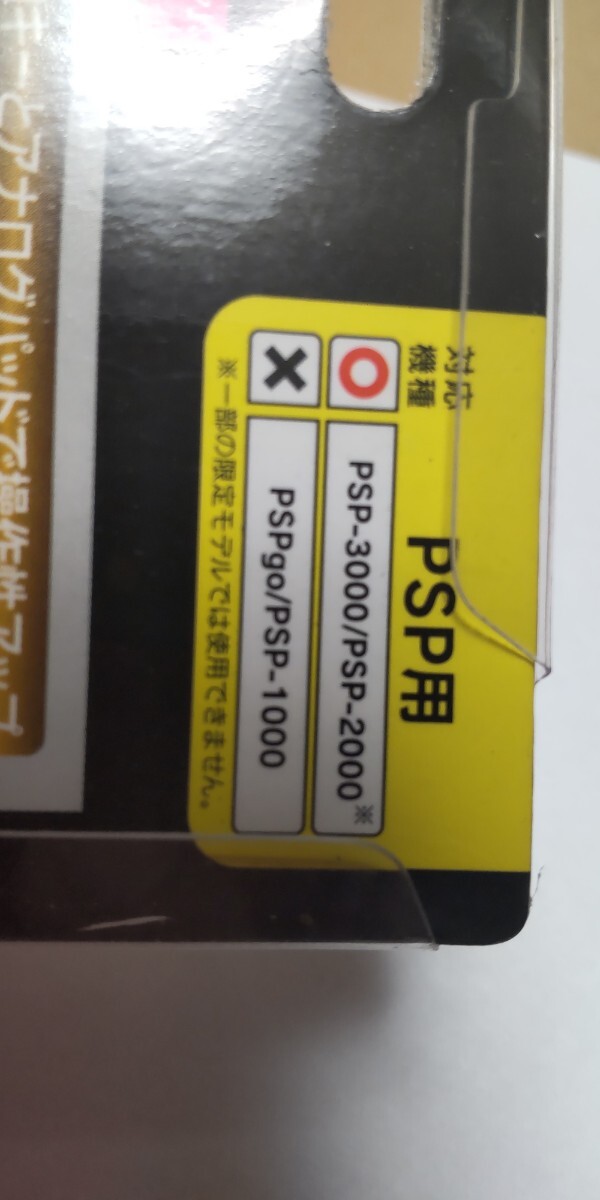 対応
機種
PSP用
○ PSP-3000/PSP-2000※
× PSPgo/PSP-1000
※一部の限定モデルでは使用できません。
キーとアナログパッドで操作性アップ